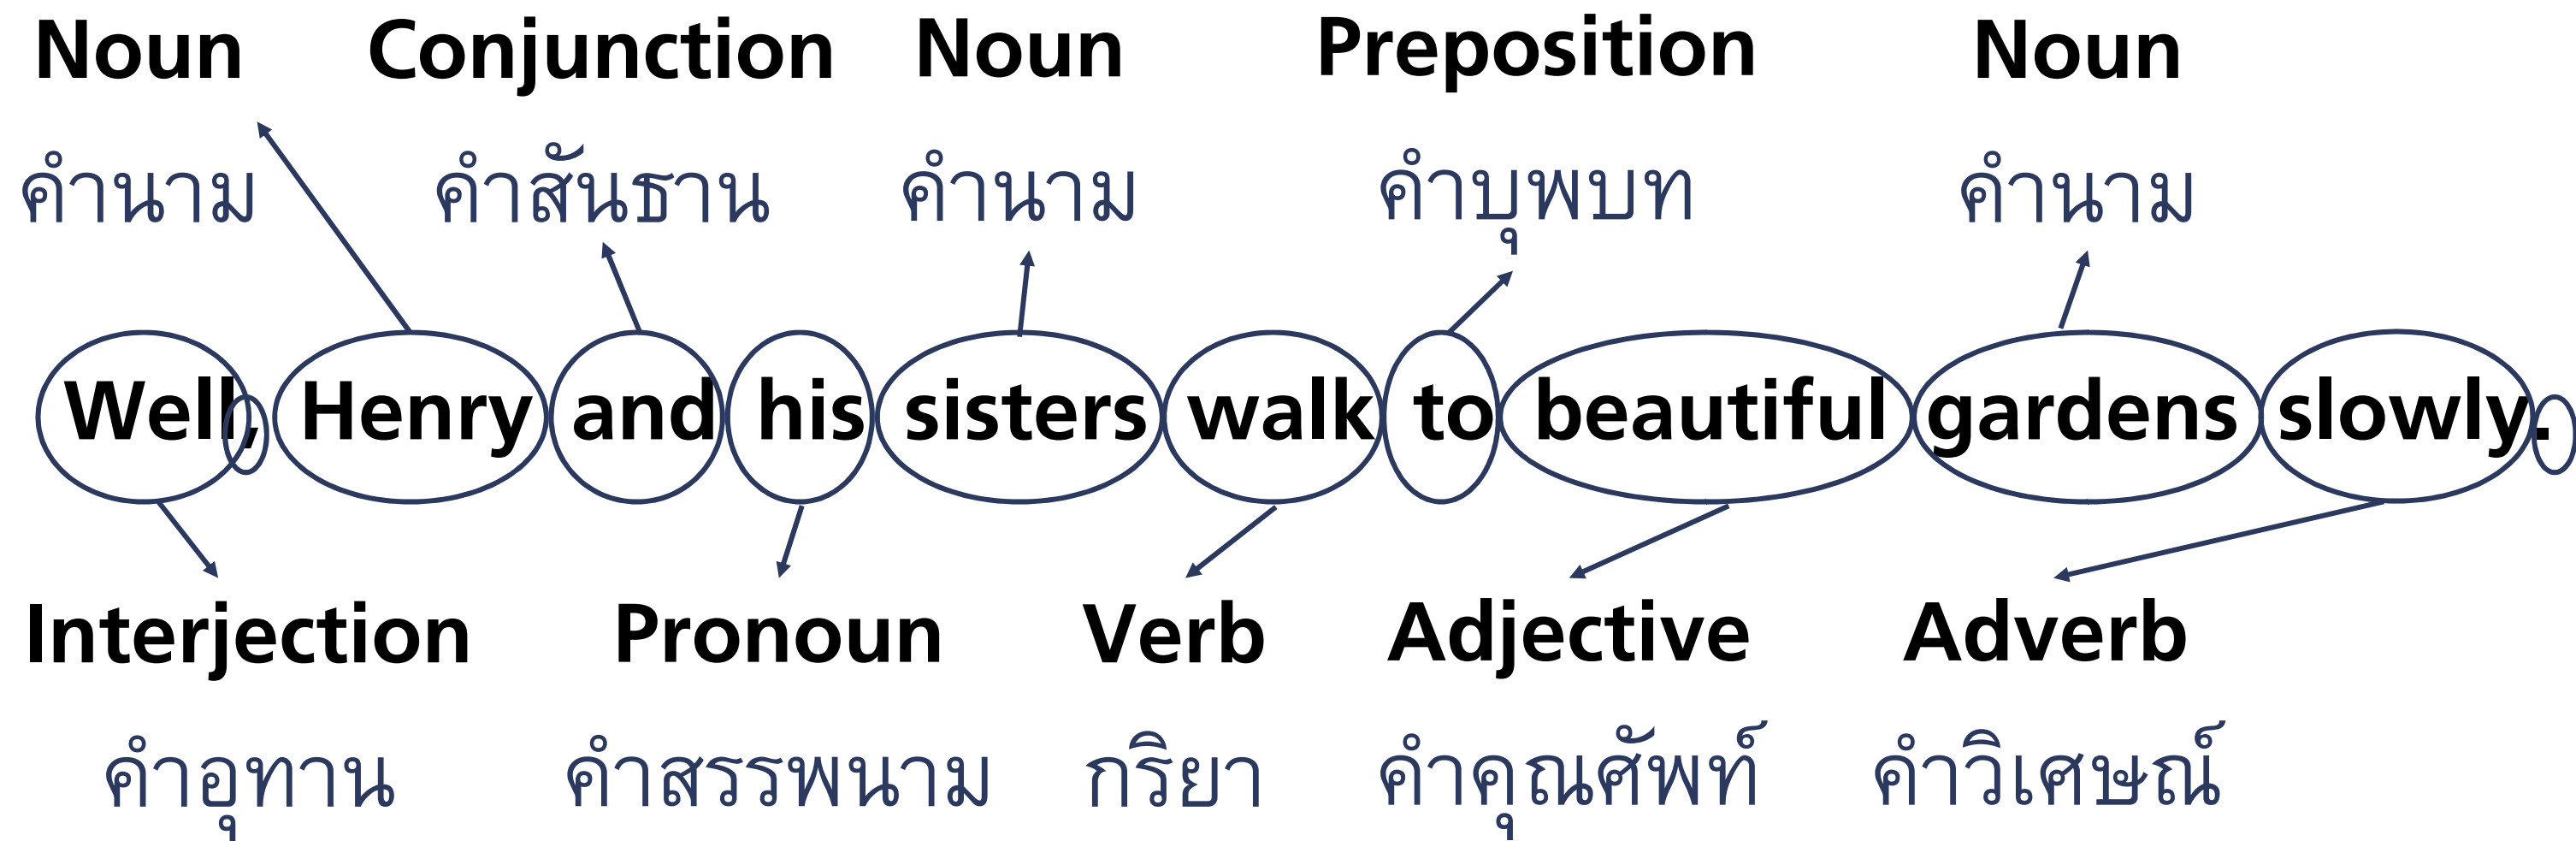 Noun Conjunction Noun Preposition Noun
คำนาม คำสันธาน คำนาม คำบุพบท คำนาม
Well, Henry and his sisters walk to beautiful gardens slowly.
Interjection Pronoun Verb Adjective Adverb
คำอุทาน คำสรรพนาม กริยา คำคุณศัพท์ คำวิเศษณ์